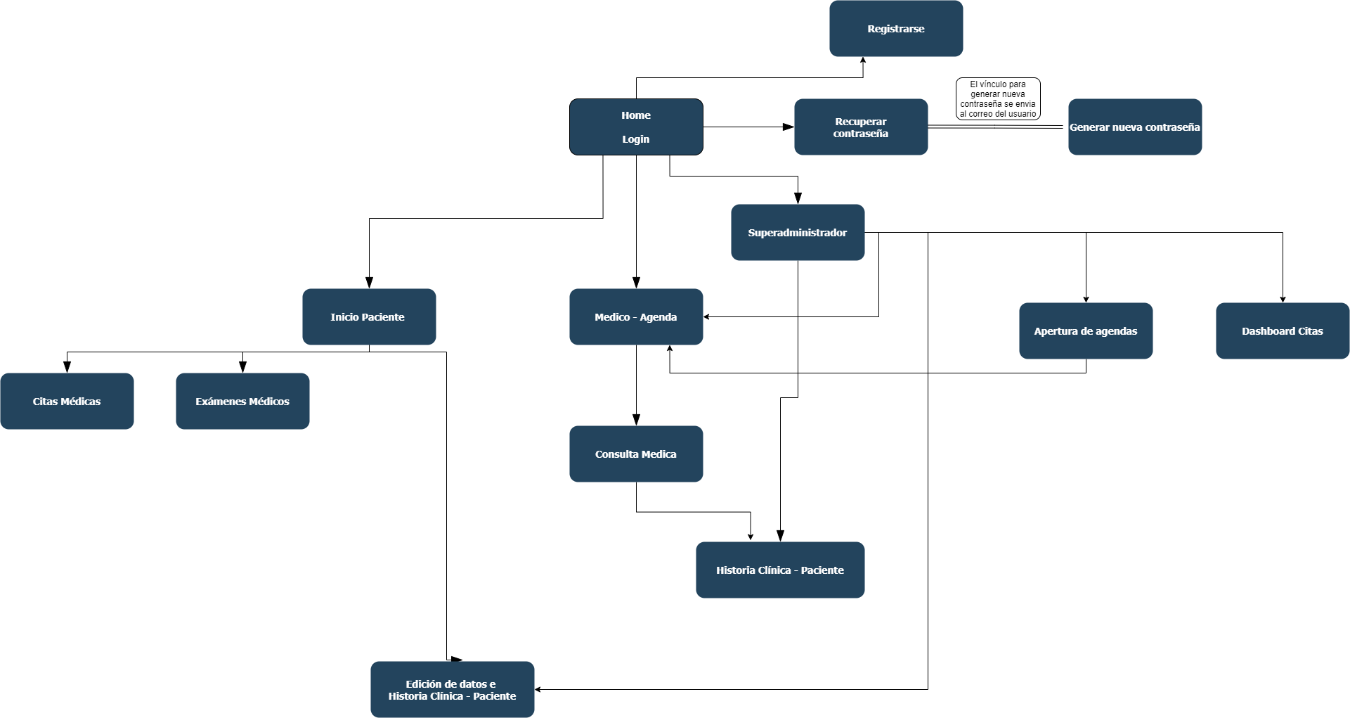 Registrarse
El vínculo para
generar nueva
contraseña se envia
al correo del usuario
Home
Login
Recuperar
contraseña
Generar nueva contraseña
Superadministrador
Inicio Paciente
Medico - Agenda
Apertura de agendas
Dashboard Citas
Citas Médicas
Exámenes Médicos
Consulta Medica
Historia Clínica - Paciente
Edición de datos e
Historia Clínica - Paciente